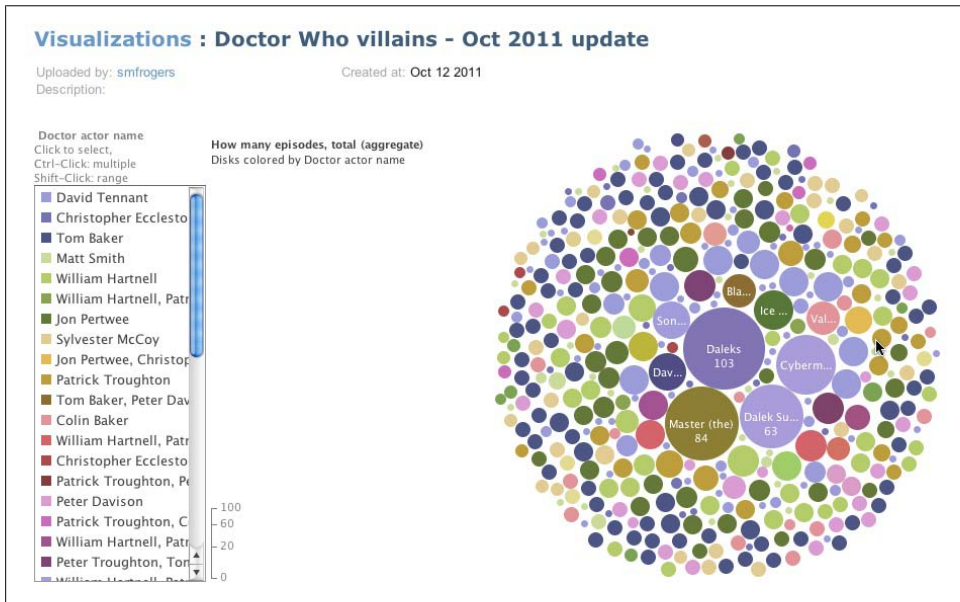 Visualizations : Doctor Who villains - Oct 2011 update
Uploaded by: smfrogers
Created at: Oct 12 2011
Description:
Doctor actor name
Click to select,
Ctrl-Click: multiple
Shift-Click: range
How many episodes, total (aggregate)
Disks colored by Doctor actor name
David Tennant
Christopher Ecclesto
Tom Baker
Matt Smith
William Hartnell
William Hartnell, Patr
Jon Pertwee
Sylvester McCoy
Jon Pertwee, Christop
Patrick Troughton
Tom Baker, Peter Dav
Colin Baker
William Hartnell, Patr
Christopher Ecclesto
Patrick Troughton, Pe
Peter Davison
Patrick Troughton, C
William Hartnell, Patr
Peter Troughton, Tor
William Hartnell, Pat
100
60
20
0
Bla...
Ice ...
Son...
Val...
Daleks
103
Dav...
Cyberm...
Master (the)
84
Dalek Su...
63